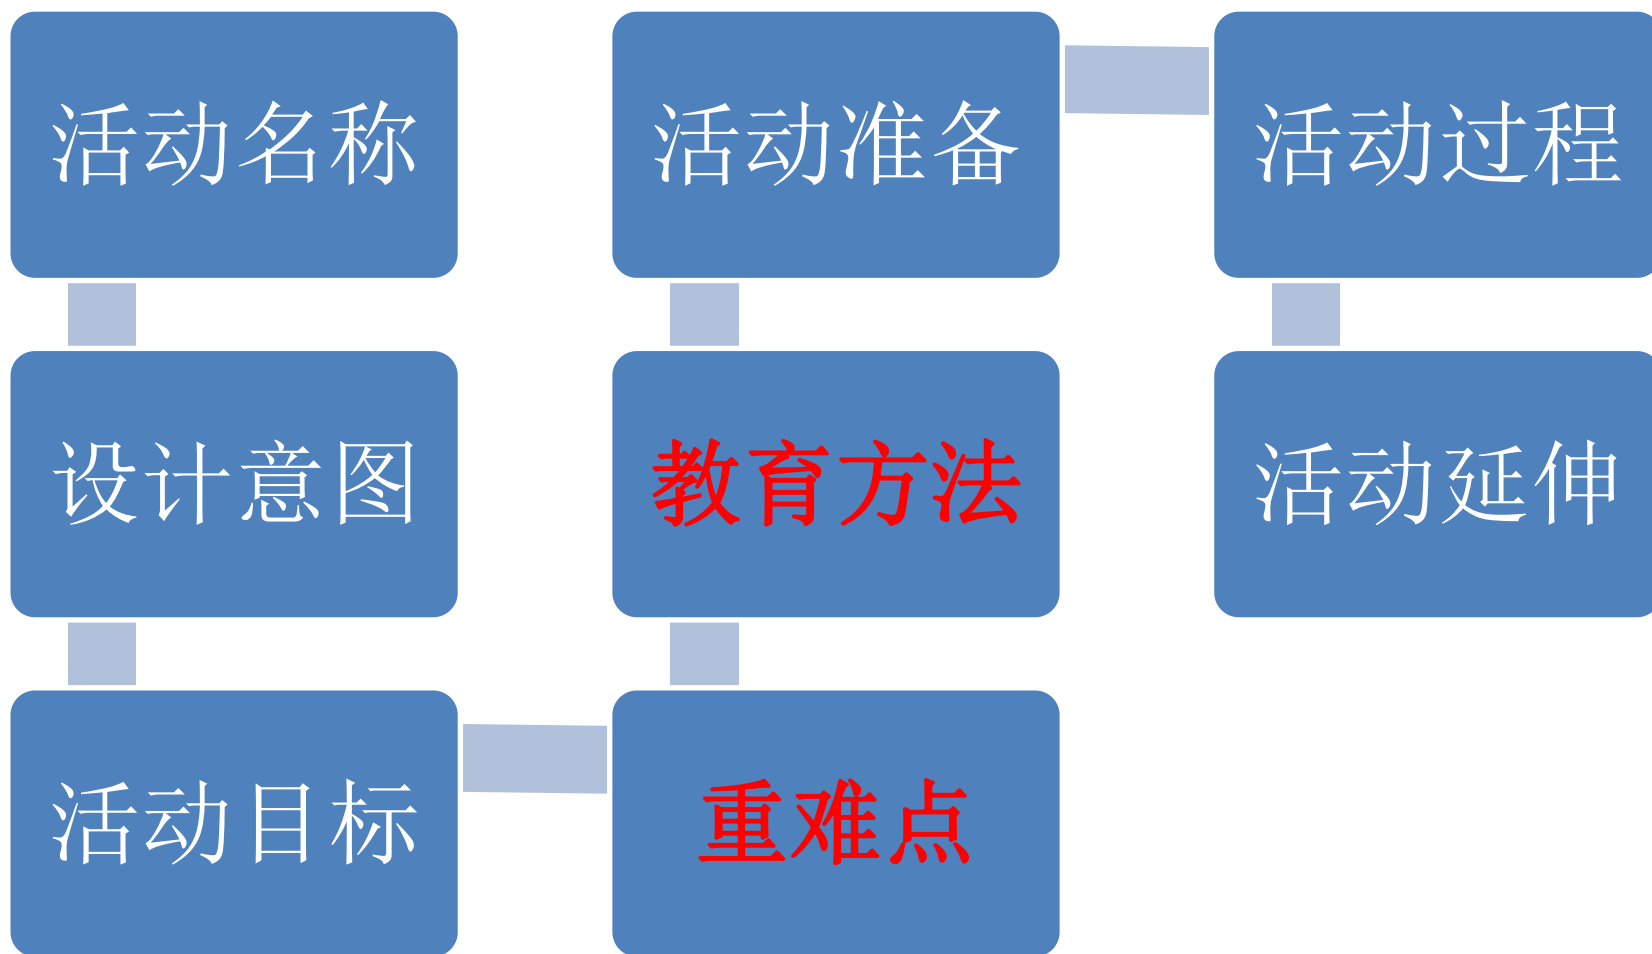 活动名称
设计意图
活动目标
重难点
教育方法
活动准备
活动过程
活动延伸